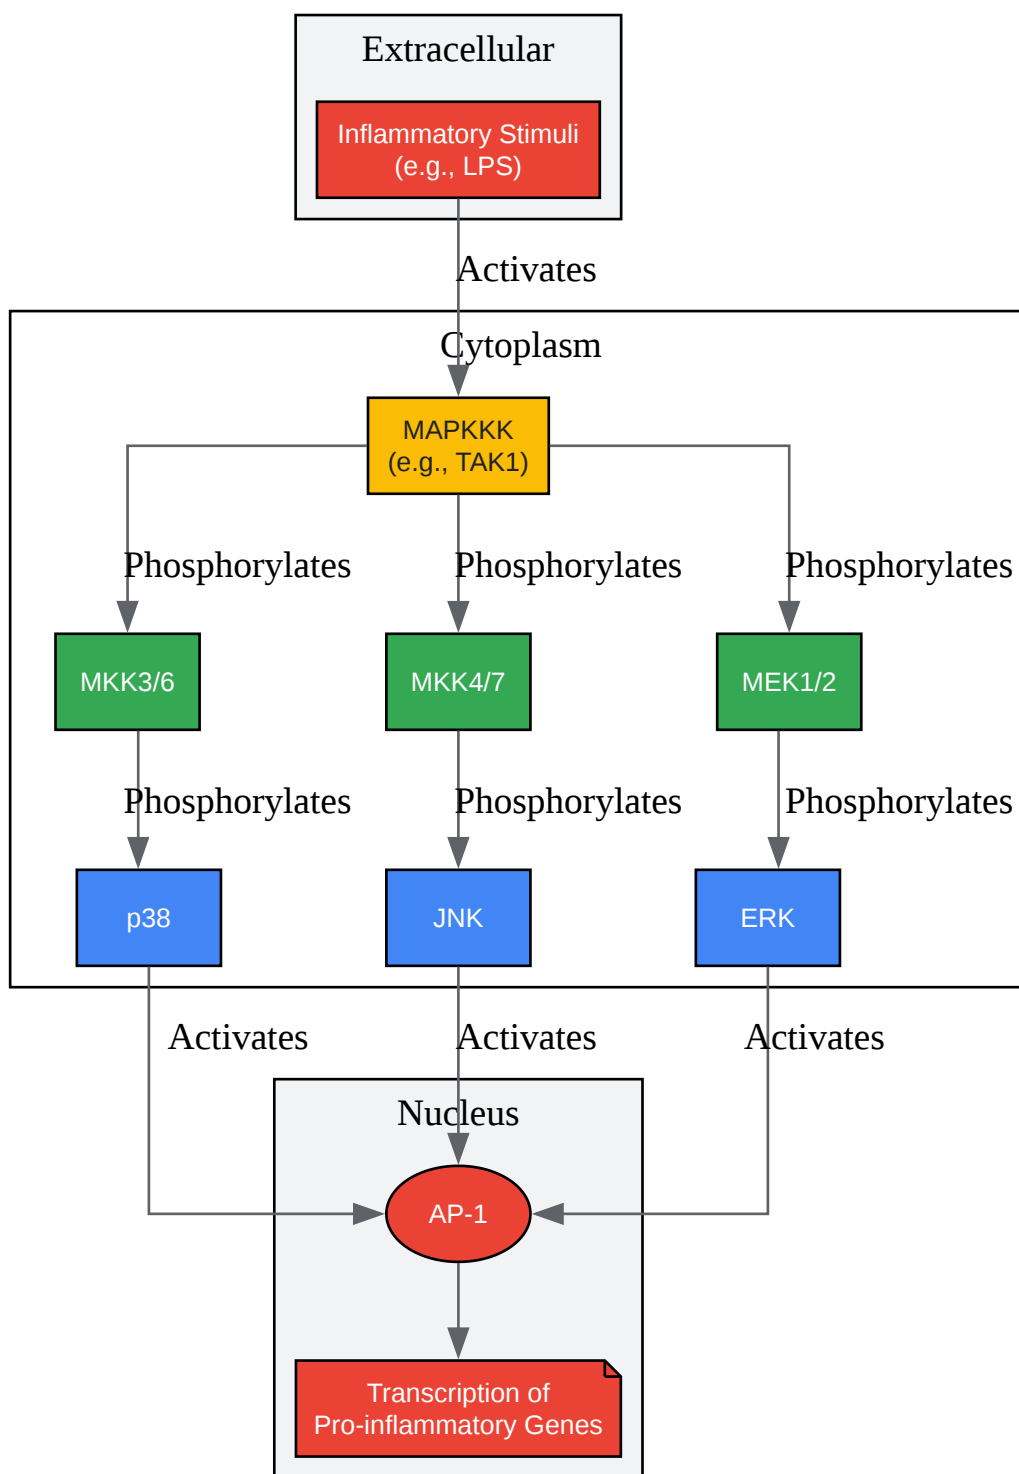 Extracellular
Inflammatory Stimuli
(e.g., LPS)
Activates
Cytoplasm
MAPKKK
(e.g., TAK1)
Phosphorylates
Phosphorylates
Phosphorylates
MKK3/6
MKK4/7
MEK1/2
Phosphorylates
Phosphorylates
Phosphorylates
p38
JNK
ERK
Activates
Activates
Activates
Nucleus
AP-1
Transcription of
Pro-inflammatory Genes